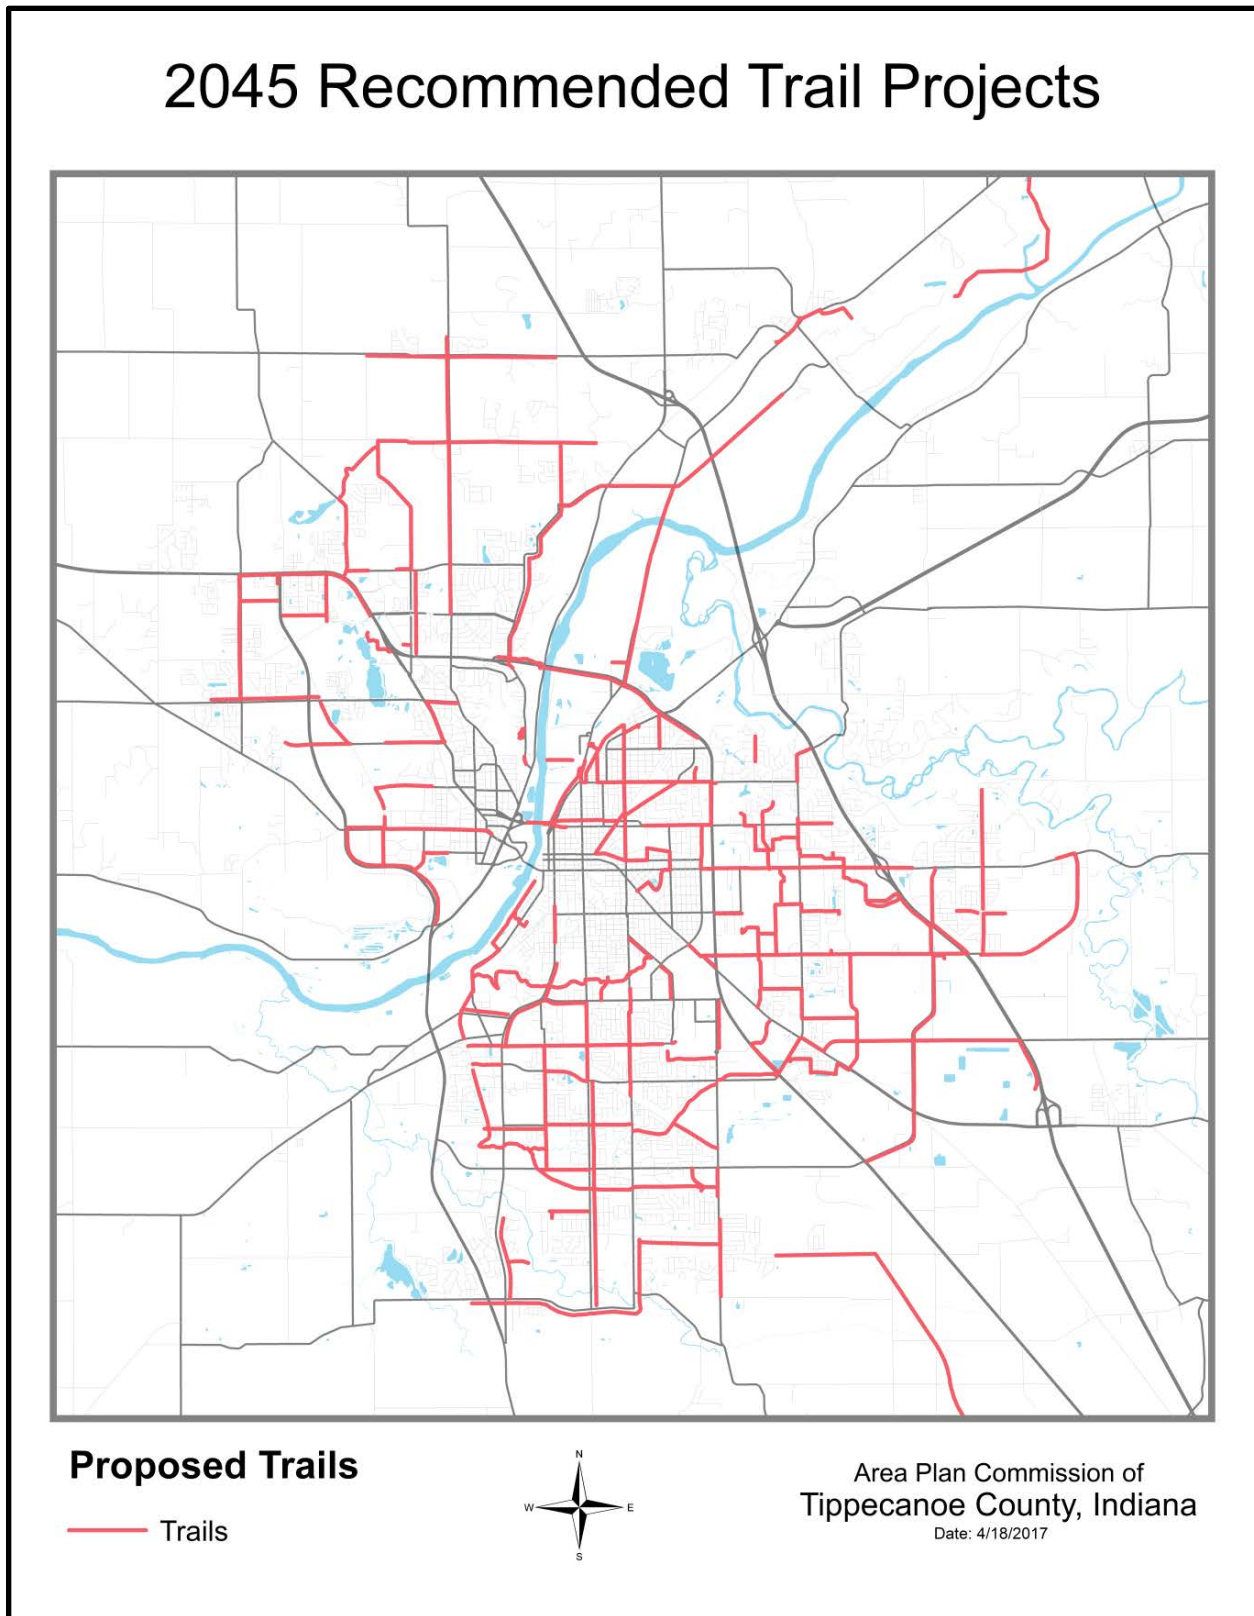 2045 Recommended Trail Projects
Proposed Trails
Trails
N
W
E
S
Area Plan Commission of
Tippecanoe County, Indiana
Date: 4/18/2017